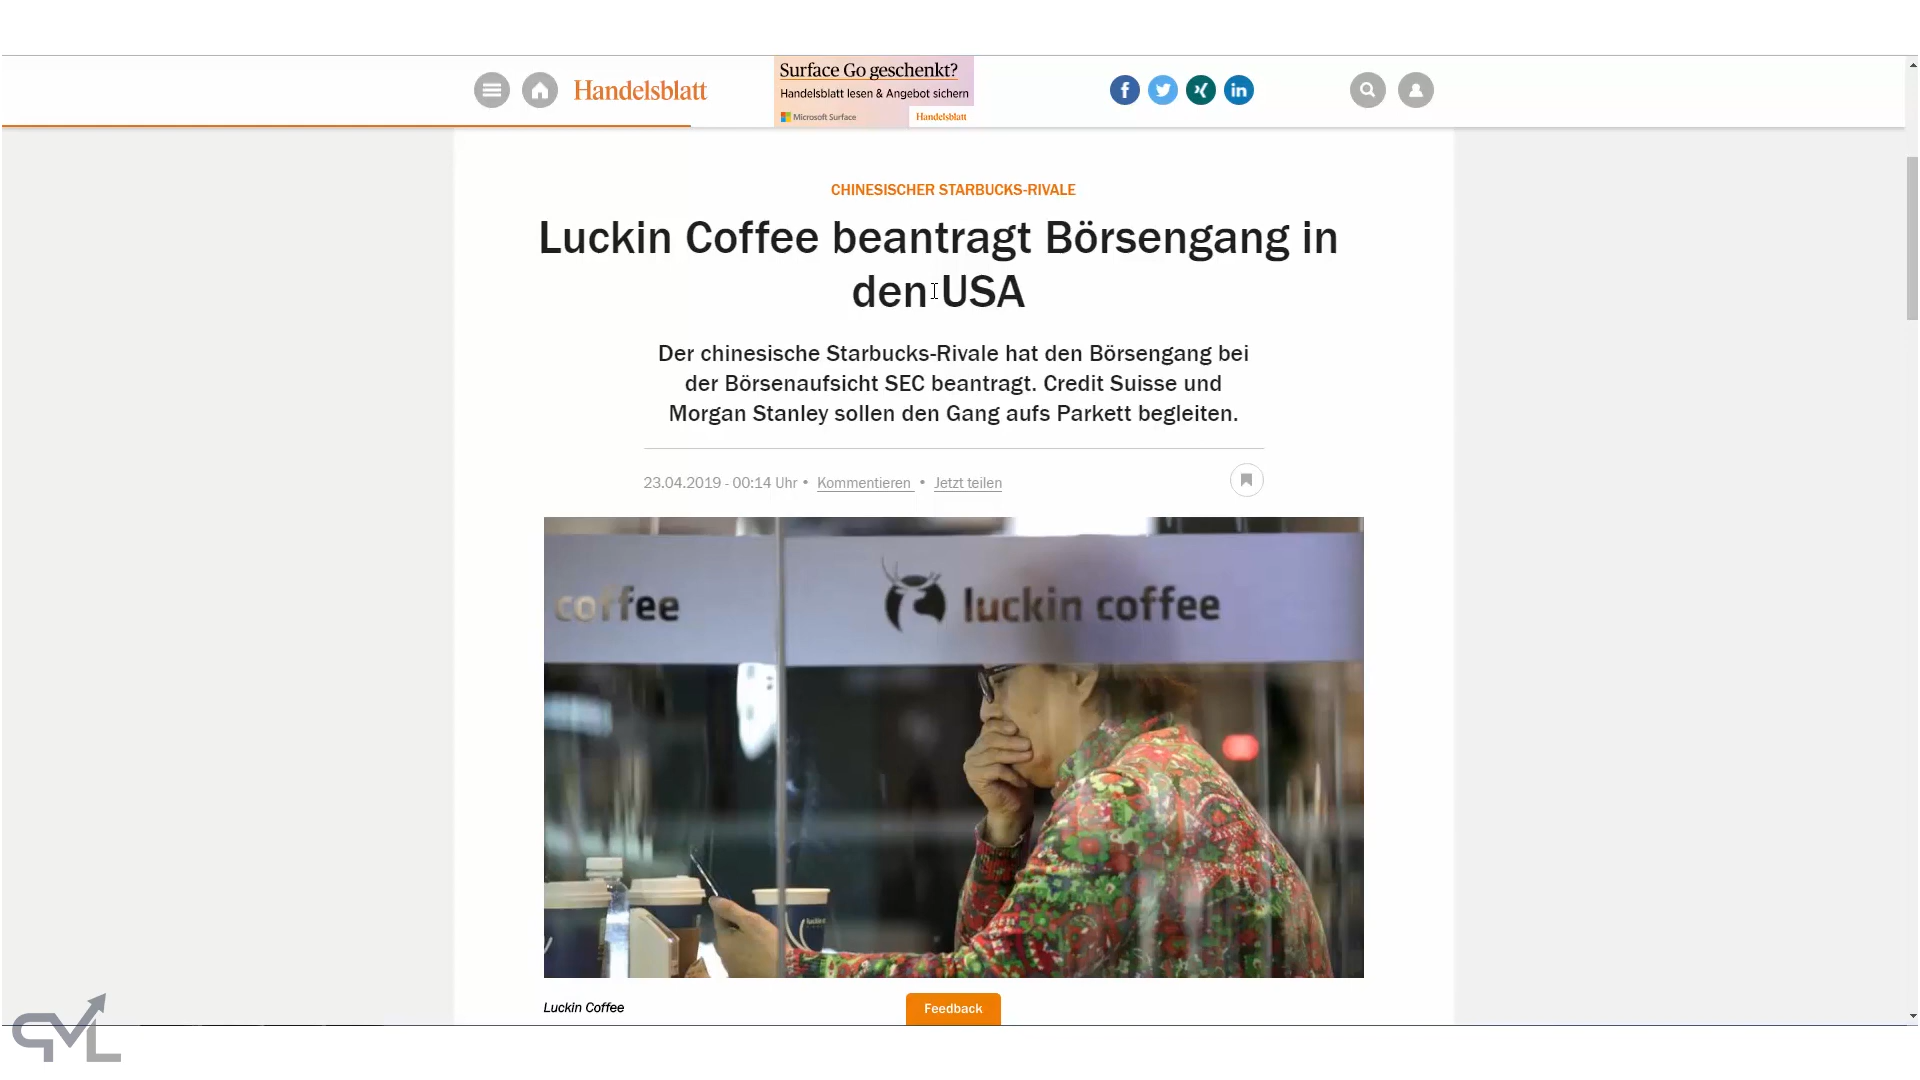 Handelsblatt
Surface Go geschenkt?
Handelsblatt lesen & Angebot sichern
Microsoft Surface
Handelsblatt
CHINESISCHER STARBUCKS-RIVALE
Luckin Coffee beantragt Börsengang in
den USA
Der chinesische Starbucks-Rivale hat den Börsengang bei
der Börsenaufsicht SEC beantragt. Credit Suisse und
Morgan Stanley sollen den Gang aufs Parkett begleiten.
23.04.2019 - 00:14 Uhr • Kommentieren • Jetzt teilen
coffee
luckin coffee
luckin
Luckin Coffee
Feedback